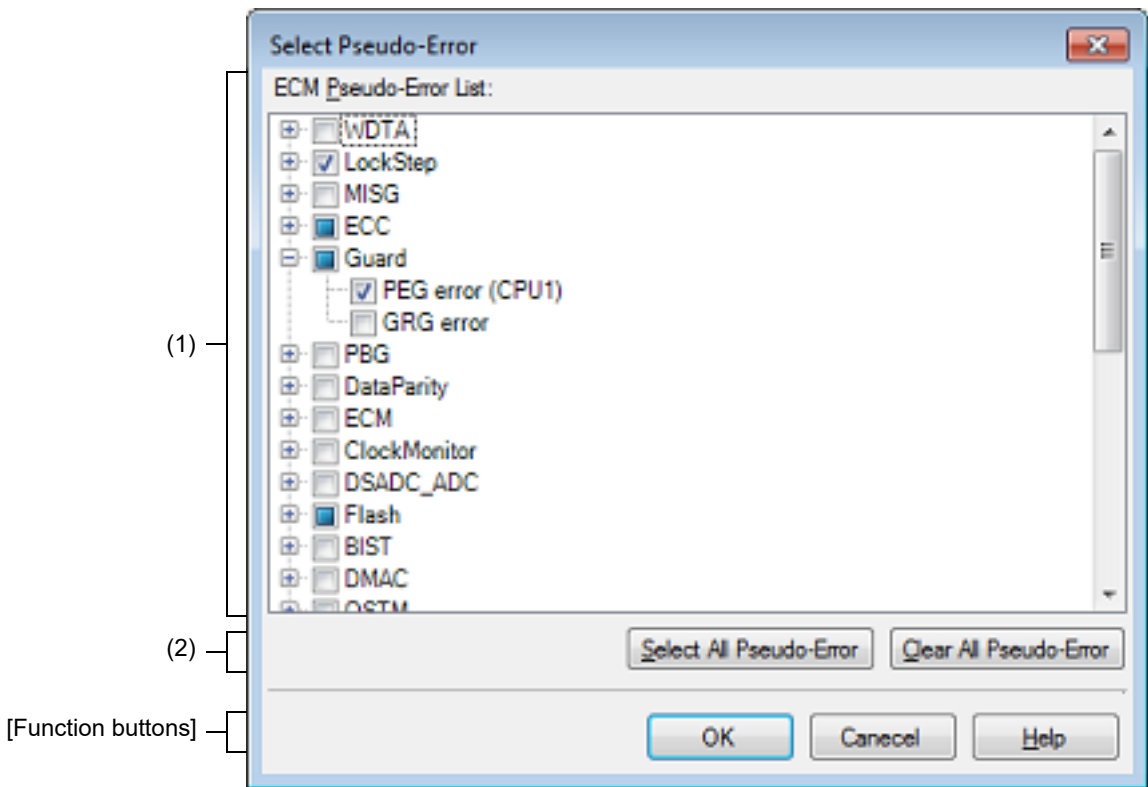 Select Pseudo-Error
ECM Pseudo-Error List:
WDTA
LockStep
MISG
ECC
Guard
PEG error (CPU1)
GRG error
(1)
PBG
DataParity
ECM
ClockMonitor
DSADC_ADC
Flash
BIST
DMAC
OSTM
(2)
Select All Pseudo-Error Clear All Pseudo-Error
[Function buttons]
OK Canecel Help